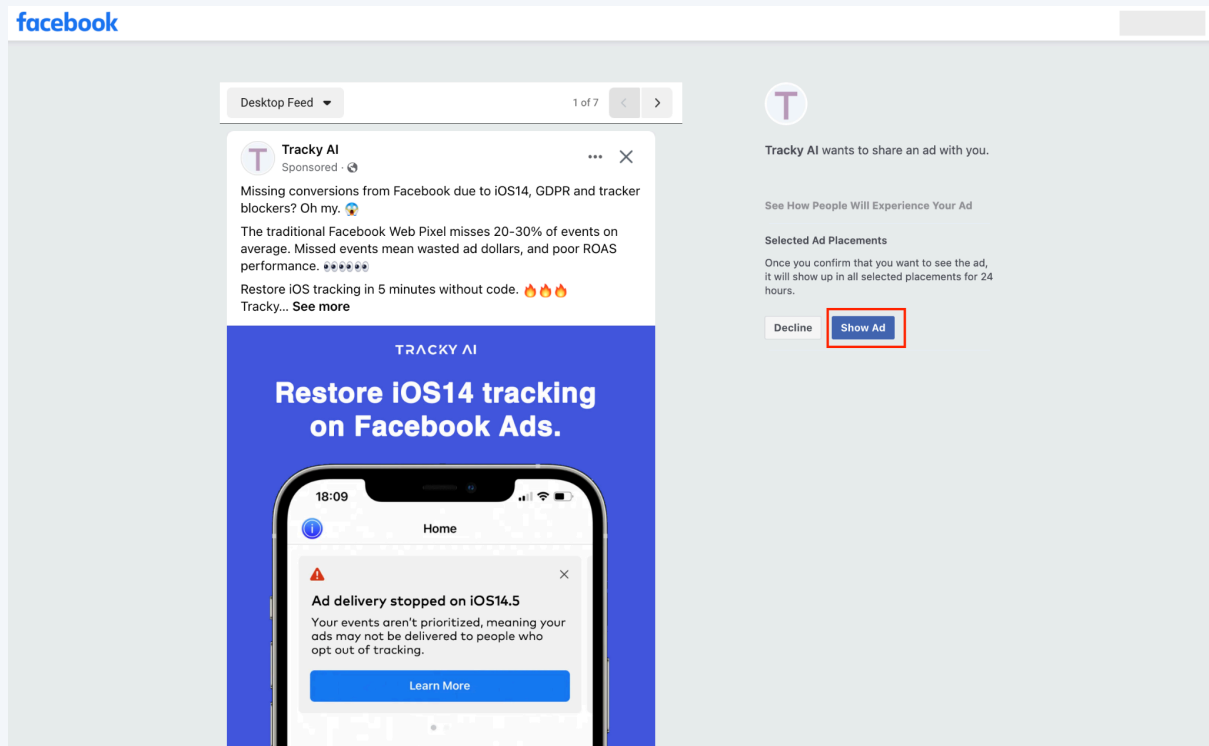 facebook
Desktop Feed
1 of 7
T
Tracky AI
Sponsored ·
Missing conversions from Facebook due to iOS14, GDPR and tracker
blockers? Oh my. 😱
The traditional Facebook Web Pixel misses 20-30% of events on
average. Missed events mean wasted ad dollars, and poor ROAS
performance. 👀👀👀
Restore iOS tracking in 5 minutes without code. 🔥🔥🔥
Tracky... See more
TRACKY AI
Restore iOS14 tracking
on Facebook Ads.
18:09
Home
Ad delivery stopped on iOS14.5
Your events aren't prioritized, meaning your
ads may not be delivered to people who
opt out of tracking.
Learn More
T
Tracky AI wants to share an ad with you.
See How People Will Experience Your Ad
Selected Ad Placements
Once you confirm that you want to see the ad,
it will show up in all selected placements for 24
hours.
Decline
Show Ad